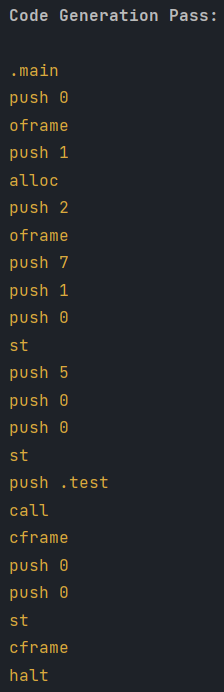 Code Generation Pass:
.main
push 0
oframe
push 1
alloc
push 2
oframe
push 7
push 1
push 0
st
push 5
push 0
push 0
st
push .test
call
cframe
push 0
push 0
st
cframe
halt